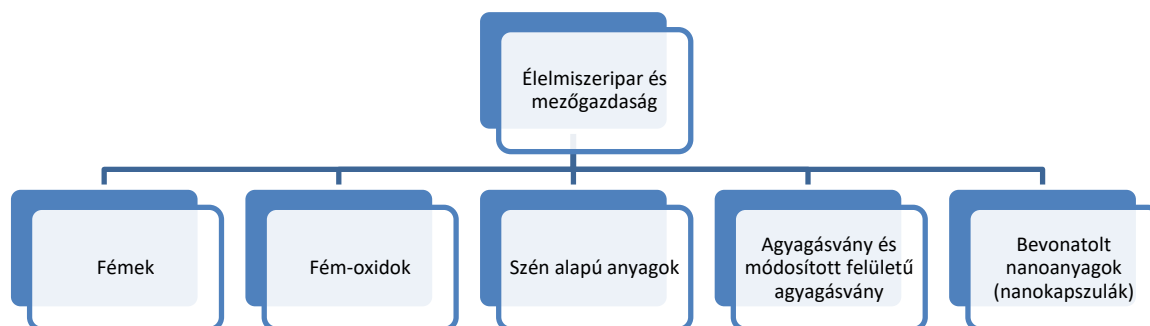 Élelmiszeripar és
mezőgazdaság
Fémek
Fém-oxidok
Szén alapú anyagok
Agyagásvány és
módosított felületű
agyagásvány
Bevonatolt
nanoanyagok
(nanokapszulák)